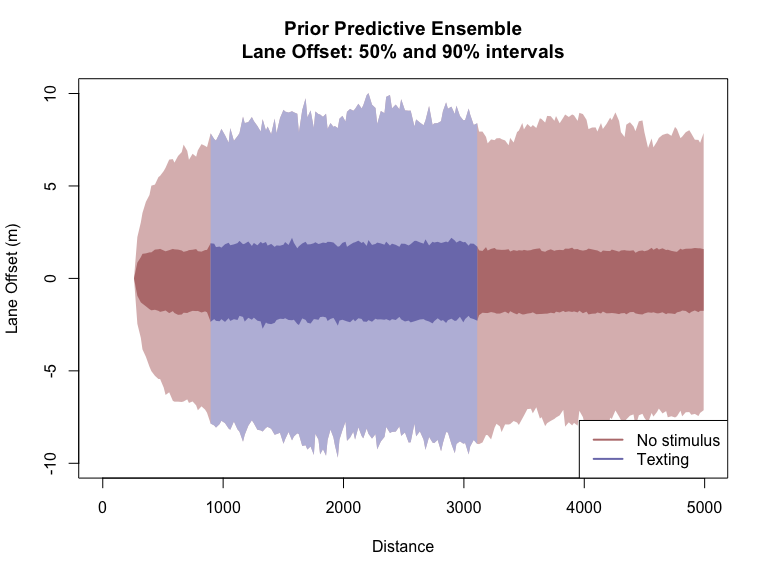 Prior Predictive Ensemble
Lane Offset: 50% and 90% intervals
Lane Offset (m)
10
5
0
-5
-10
No stimulus
Texting
0 1000 2000 3000 4000 5000
Distance